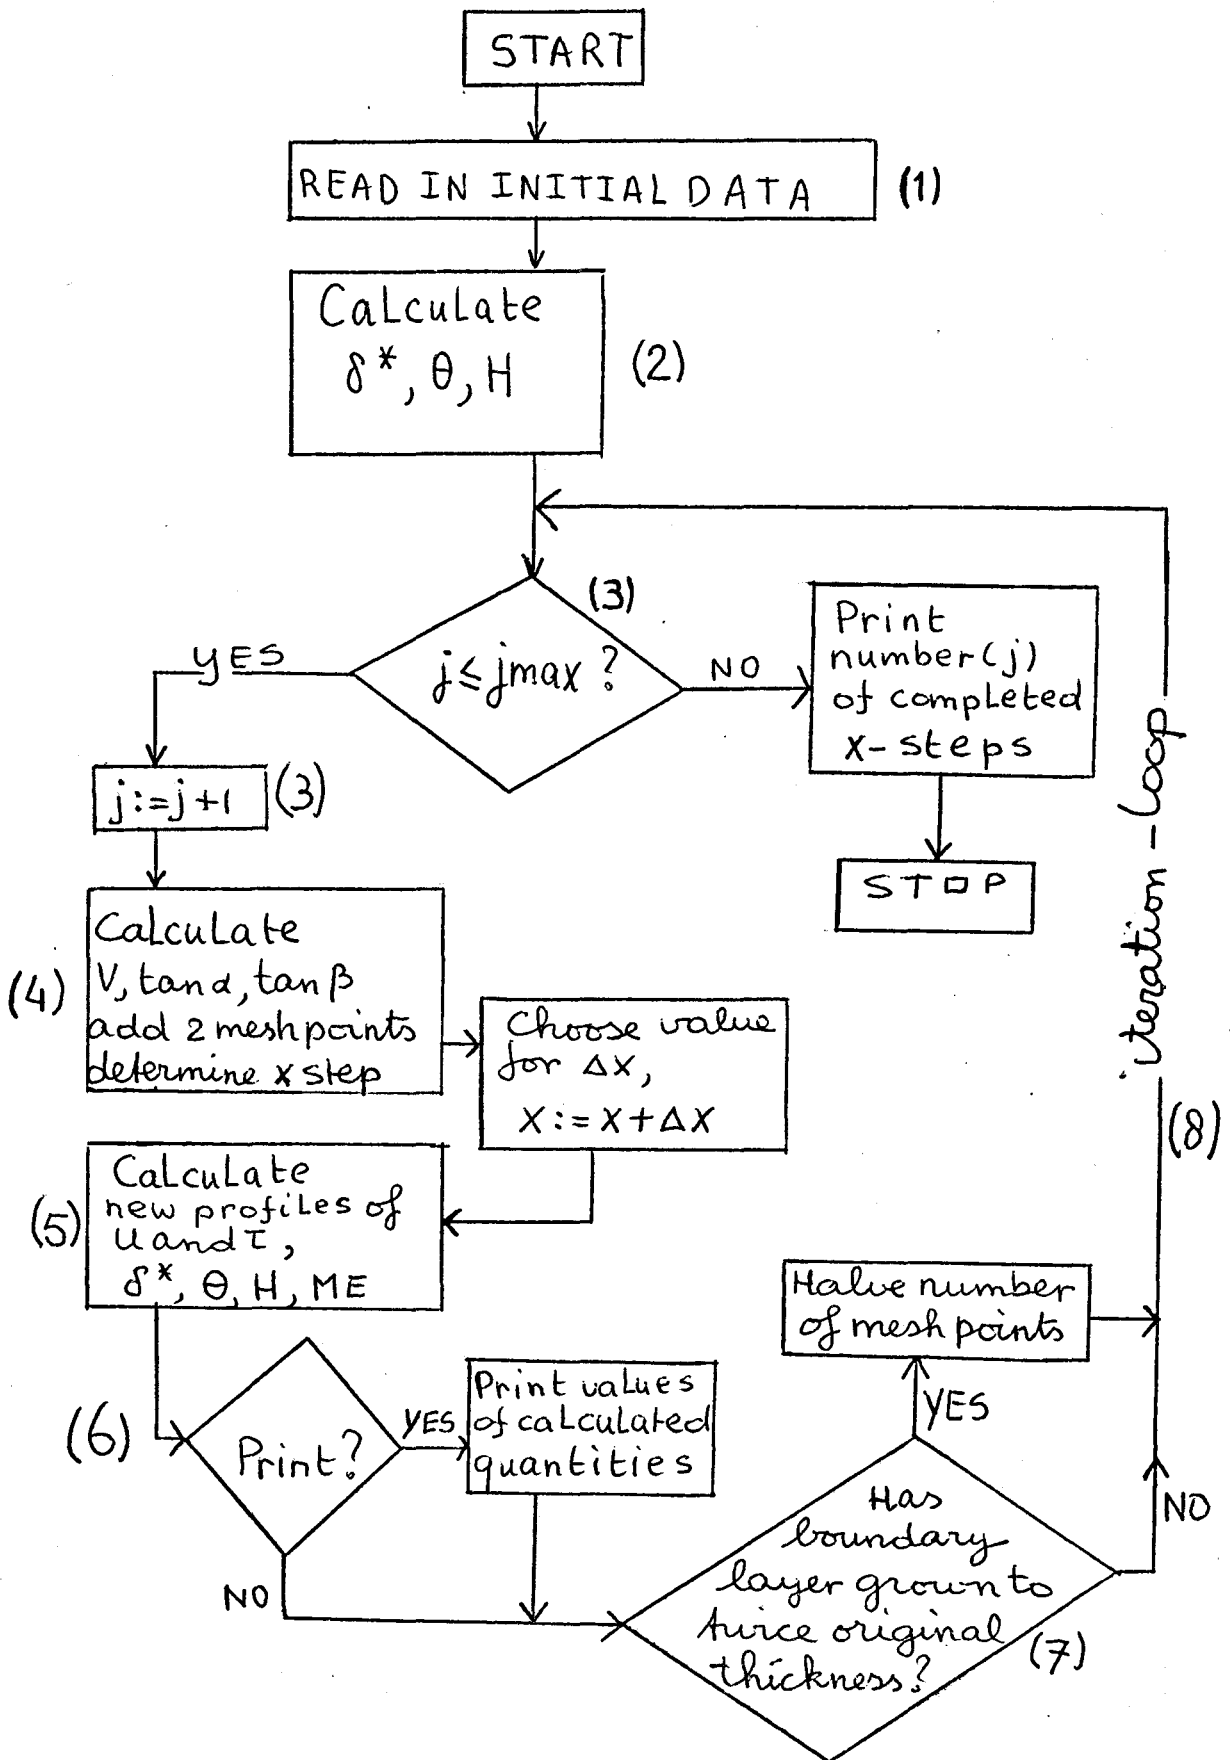 START
READ IN INITIAL DATA
(1)
Calculate
δ*, θ, H
(2)
(3)
j ≤ jmax ?
YES
NO
Print
number(j)
of completed
x-steps
STOP
j:=j+1
(3)
(4)
Calculate
V, tan α, tan β
add 2 meshpoints
determine x step
Choose value
for Δx,
x:=x+Δx
(5)
Calculate
new profiles of
U and τ,
δ*, θ, H, ME
(6)
Print?
YES
NO
Print values
of calculated
quantities
Has
boundary
layer grown to
twice original
thickness?
(7)
YES
NO
Halve number
of meshpoints
(8)
iteration-loop